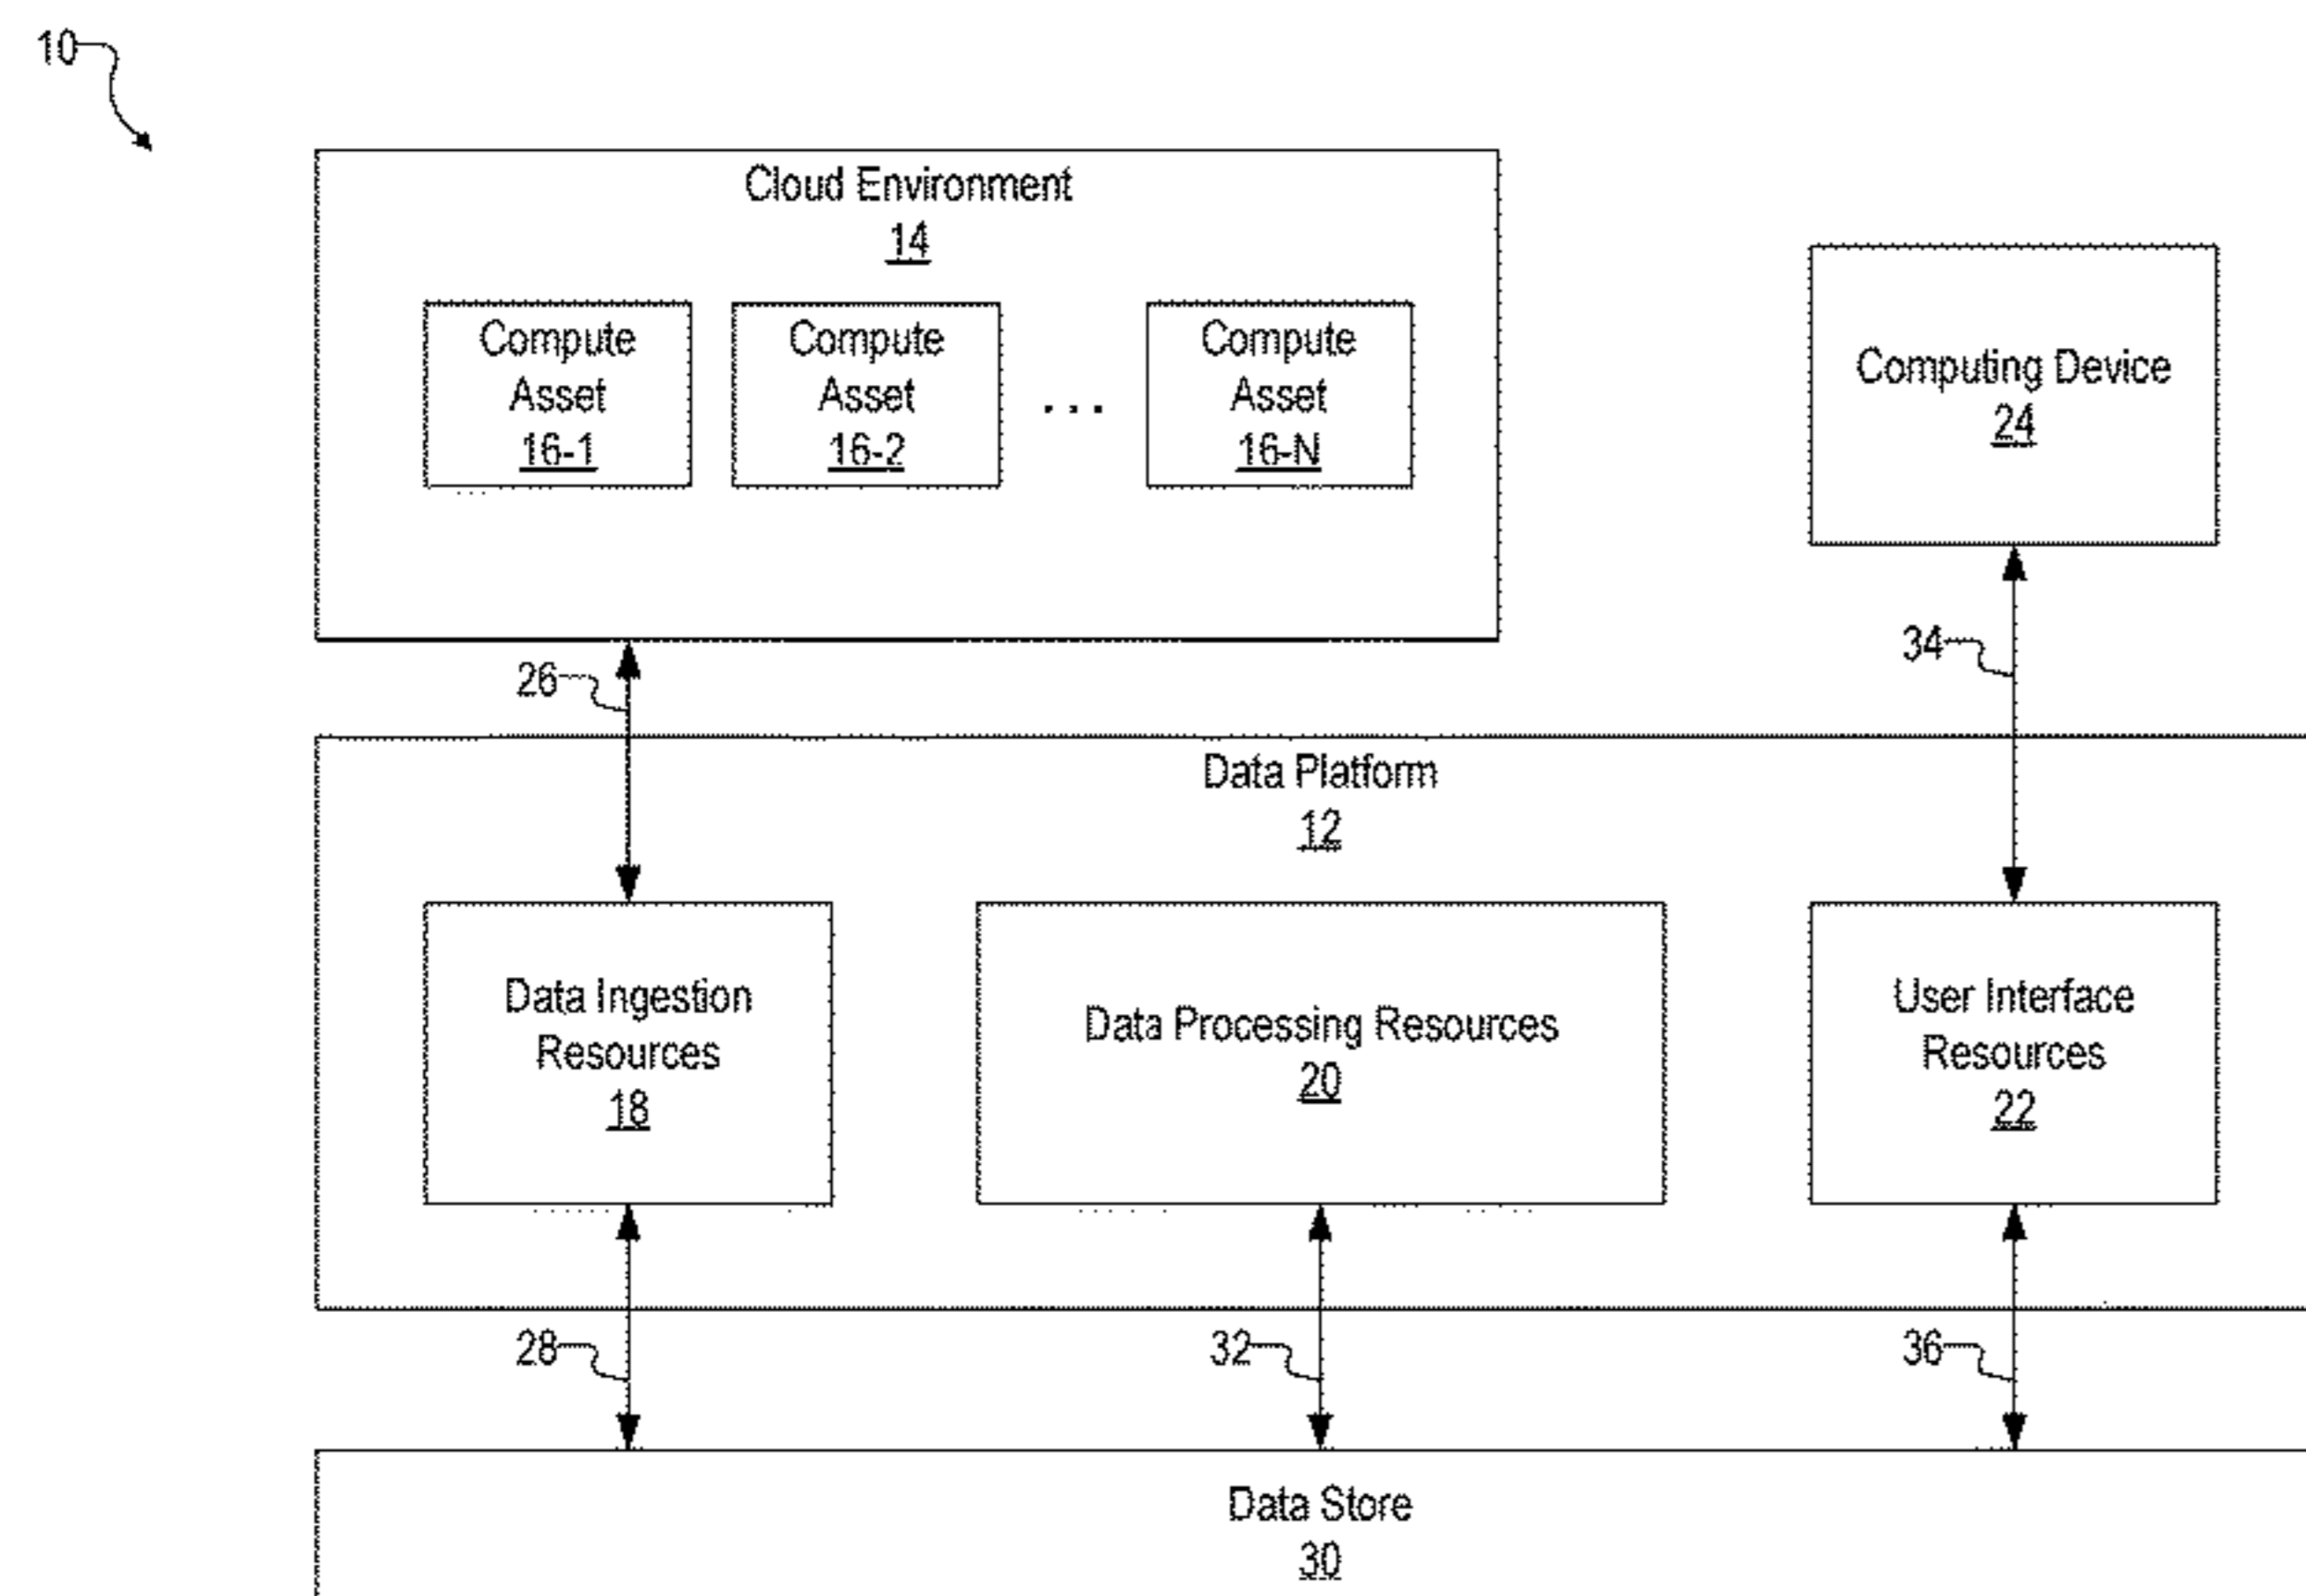 10
Cloud Environment
14
Compute
Asset
16-1
Compute
Asset
16-2
...
Compute
Asset
16-N
Computing Device
24
26
34
Data Platform
12
Data Ingestion
Resources
18
Data Processing Resources
20
User Interface
Resources
22
28
32
36
Data Store
30